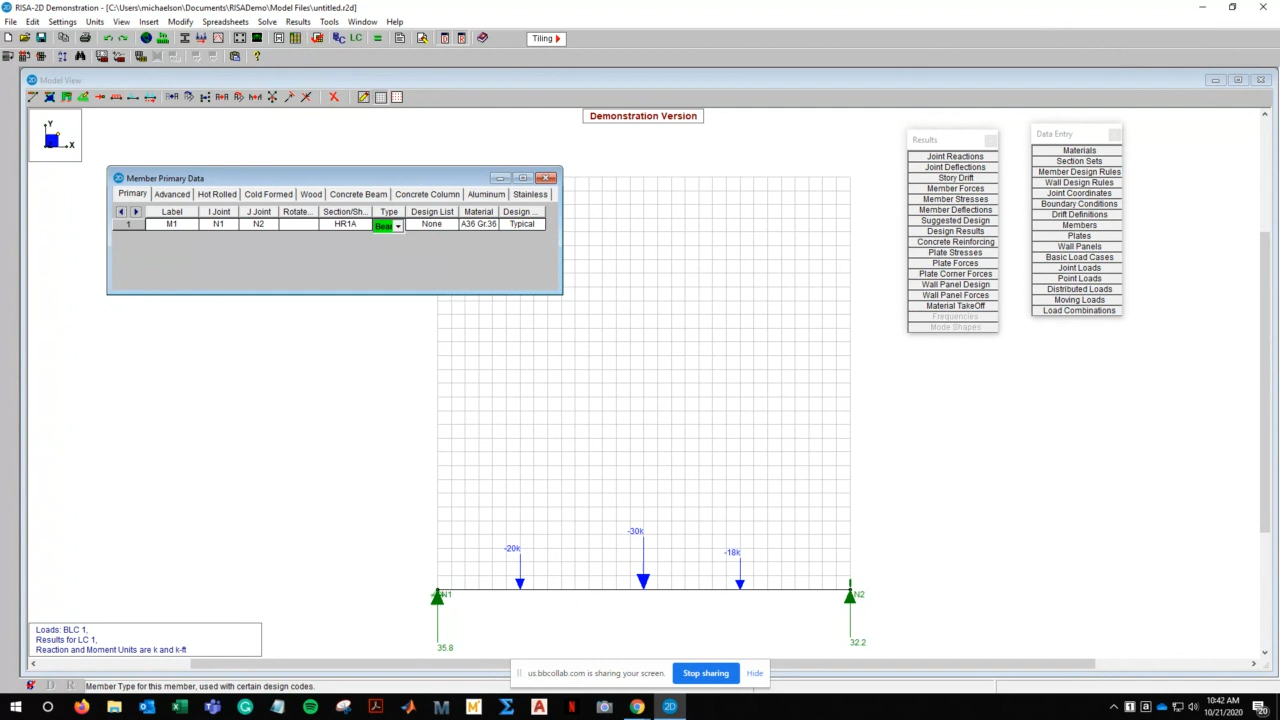 RISA-2D Demonstration - [C:\Users\michaelson\Documents\RISADemo\Model Files\untitled.r2d]
File Edit Settings Units View Insert Modify Spreadsheets Solve Results Tools Window Help
LC Tiling
Model View
Demonstration Version
Y
X
Member Primary Data
Primary Advanced Hot Rolled Cold Formed Wood Concrete Beam Concrete Column Aluminum Stainless
Label I Joint J Joint Rotate... Section/Sh... Type Design List Material Design ...
1 M1 N1 N2 HR1A Bear None A36 Gr.36 Typical
Results
Joint Reactions
Joint Deflections
Story Drift
Member Forces
Member Stresses
Member Deflections
Suggested Design
Design Results
Concrete Reinforcing
Plate Stresses
Plate Forces
Plate Corner Forces
Wall Panel Design
Wall Panel Forces
Material TakeOff
Frequencies
Mode Shapes
Data Entry
Materials
Section Sets
Member Design Rules
Wall Design Rules
Joint Coordinates
Boundary Conditions
Drift Definitions
Members
Plates
Wall Panels
Basic Load Cases
Joint Loads
Point Loads
Distributed Loads
Moving Loads
Load Combinations
-30k
-20k
-18k
N1
N2
35.8
32.2
Loads: BLC 1,
Results for LC 1,
Reaction and Moment Units are k and k-ft
us.bbcollab.com is sharing your screen. Stop sharing Hide
D R Member Type for this member, used with certain design codes.
10:42 AM
10/21/2020
20